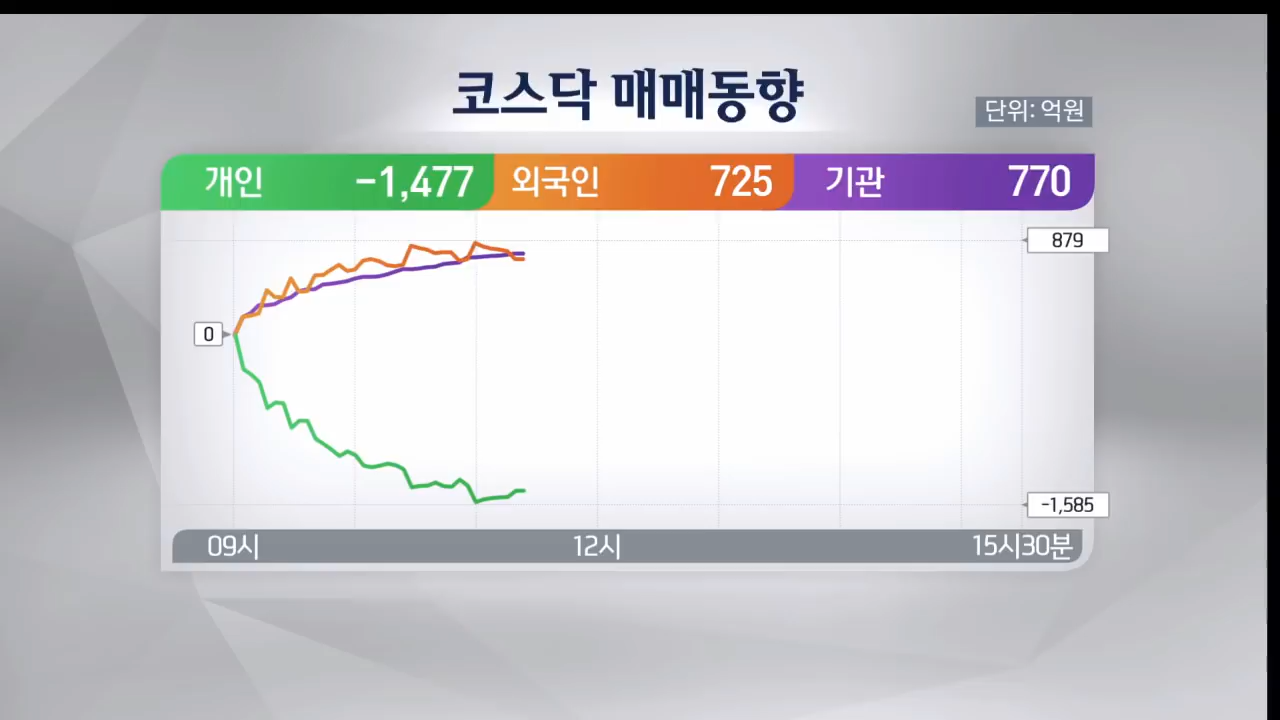 코스닥 매매동향
단위: 억원
개인 -1,477 외국인 725 기관 770
879
0
-1,585
09시 12시 15시30분